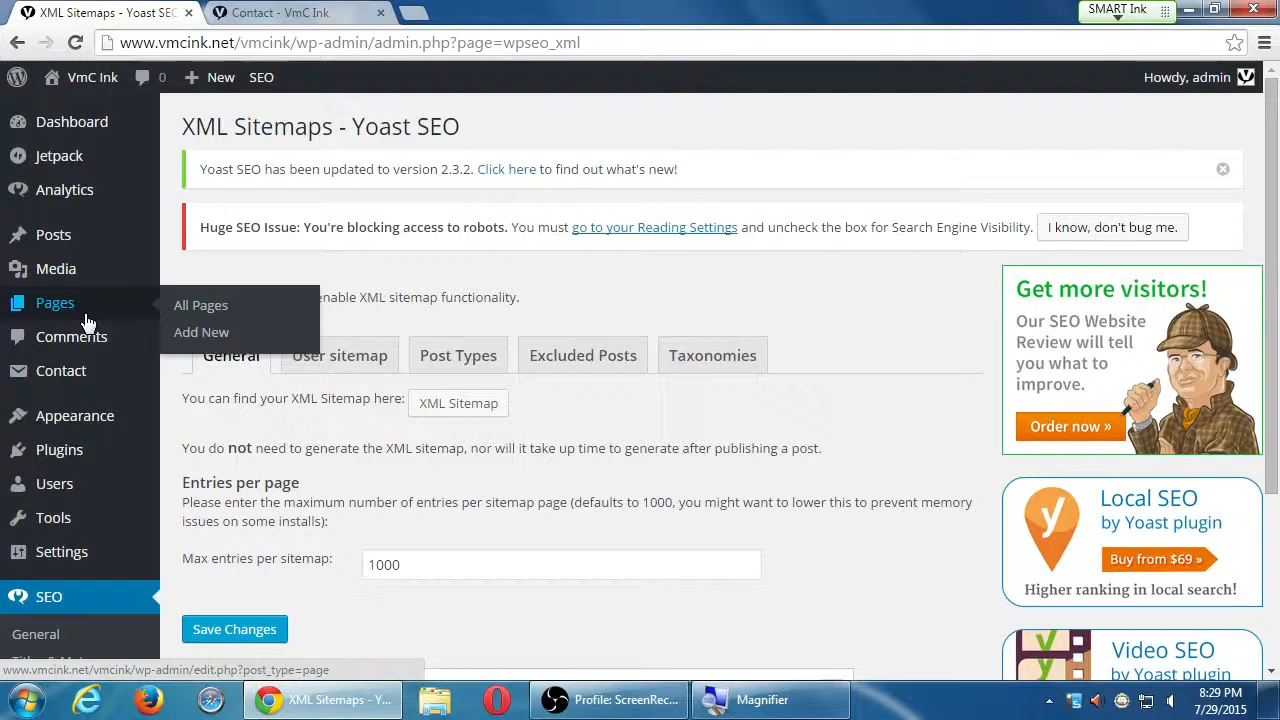 XML Sitemaps - Yoast SEO
Contact - VmC Ink
SMART Ink
www.vmcink.net/vmcink/wp-admin/admin.php?page=wpseo_xml
VmC Ink
0
New
SEO
Howdy, admin
Dashboard
Jetpack
Analytics
Posts
Media
Pages
All Pages
Add New
Comments
Contact
Appearance
Plugins
Users
Tools
Settings
SEO
General
XML Sitemaps - Yoast SEO
Yoast SEO has been updated to version 2.3.2. Click here to find out what's new!
Huge SEO Issue: You're blocking access to robots. You must go to your Reading Settings and uncheck the box for Search Engine Visibility.
I know, don't bug me.
enable XML sitemap functionality.
General
User sitemap
Post Types
Excluded Posts
Taxonomies
You can find your XML Sitemap here:
XML Sitemap
You do not need to generate the XML sitemap, nor will it take up time to generate after publishing a post.
Entries per page
Please enter the maximum number of entries per sitemap page (defaults to 1000, you might want to lower this to prevent memory
issues on some installs):
Max entries per sitemap:
1000
Save Changes
Get more visitors!
Our SEO Website
Review will tell
you what to
improve.
Order now »
Local SEO
by Yoast plugin
Buy from $69 »
Higher ranking in local search!
Video SEO
by Yoast plugin
www.vmcink.net/vmcink/wp-admin/edit.php?post_type=page
XML Sitemaps - Y...
Profile: ScreenRec...
Magnifier
8:29 PM
7/29/2015